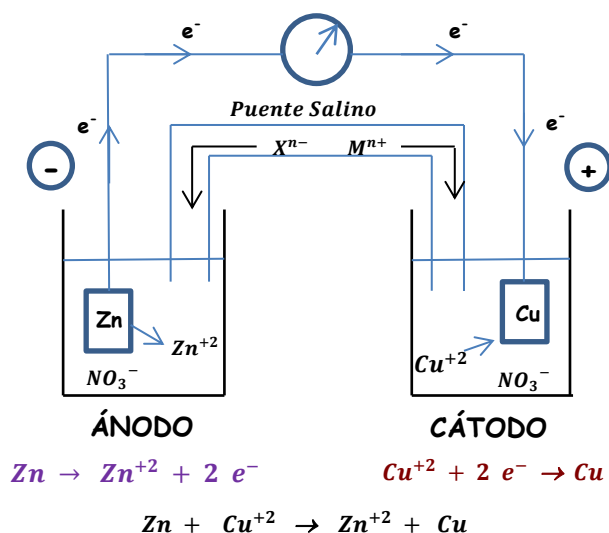 e⁻ e⁻
e⁻ Puente Salino e⁻
- Xⁿ⁻ Mⁿ⁺ +
Zn Cu
Zn⁺² Cu⁺²
NO₃⁻ NO₃⁻
ÁNODO CÁTODO
Zn → Zn⁺² + 2 e⁻ Cu⁺² + 2 e⁻ → Cu
Zn + Cu⁺² → Zn⁺² + Cu